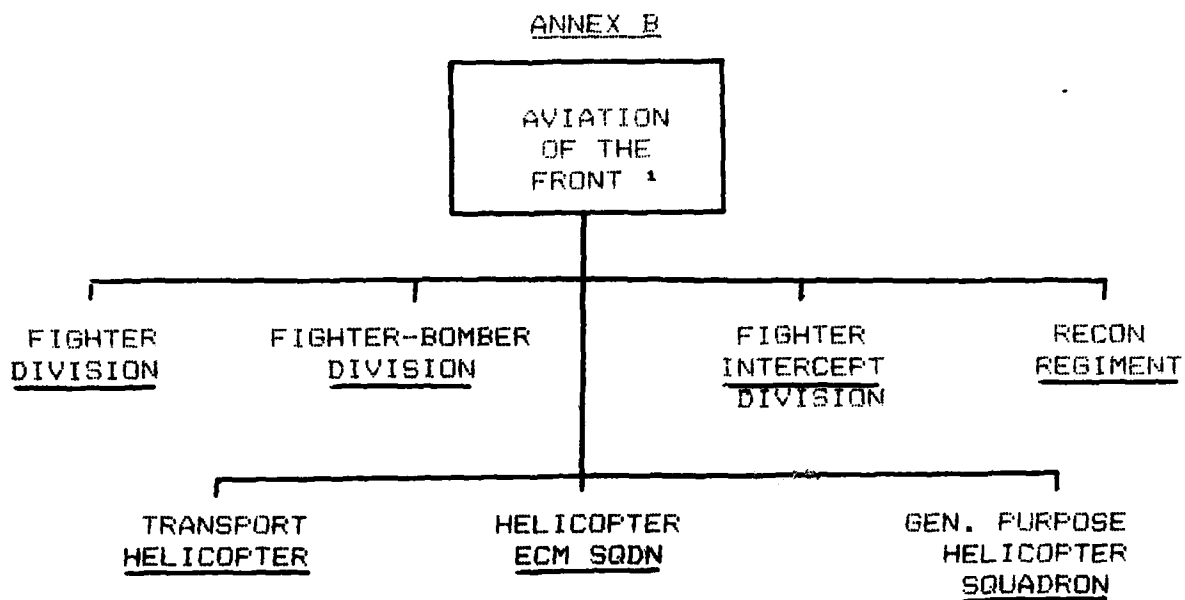 ANNEX B
AVIATION
OF THE
FRONT ¹
FIGHTER
DIVISION
FIGHTER-BOMBER
DIVISION
FIGHTER
INTERCEPT
DIVISION
RECON
REGIMENT
TRANSPORT
HELICOPTER
HELICOPTER
ECM SQDN
GEN. PURPOSE
HELICOPTER
SQUADRON